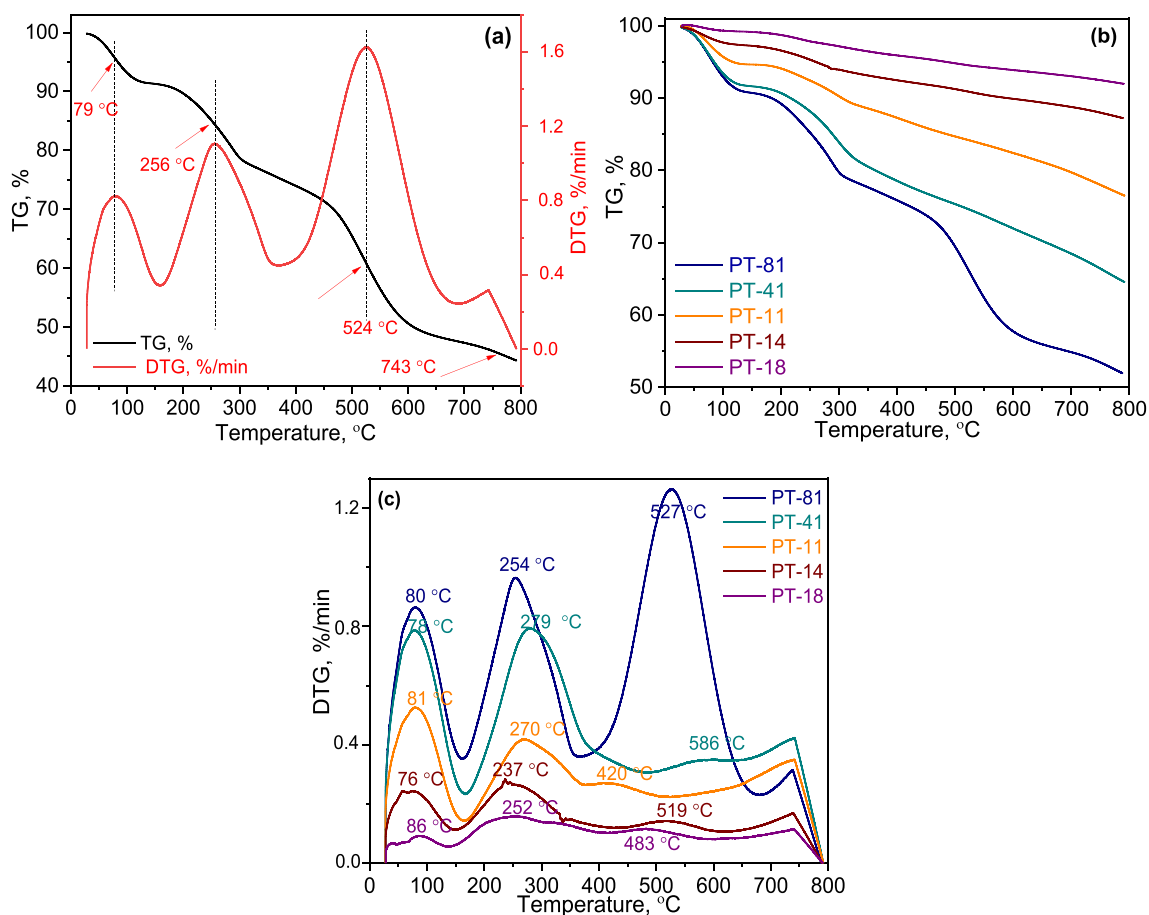 (a)
100
90
80
70
60
50
40
TG, %
79 °C
256 °C
524 °C
743 °C
TG, %
DTG, %/min
1.6
1.2
0.8
0.4
0.0
DTG, %/min
0 100 200 300 400 500 600 700 800
Temperature, °C
(b)
100
90
80
70
60
50
TG, %
PT-81
PT-41
PT-11
PT-14
PT-18
0 100 200 300 400 500 600 700 800
Temperature, °C
(c)
1.2
0.8
0.4
0.0
DTG, %/min
PT-81
PT-41
PT-11
PT-14
PT-18
527 °C
254 °C
80 °C
78 °C
279 °C
81 °C
270 °C
586 °C
76 °C
237 °C
420 °C
86 °C
252 °C
519 °C
483 °C
0 100 200 300 400 500 600 700 800
Temperature, °C